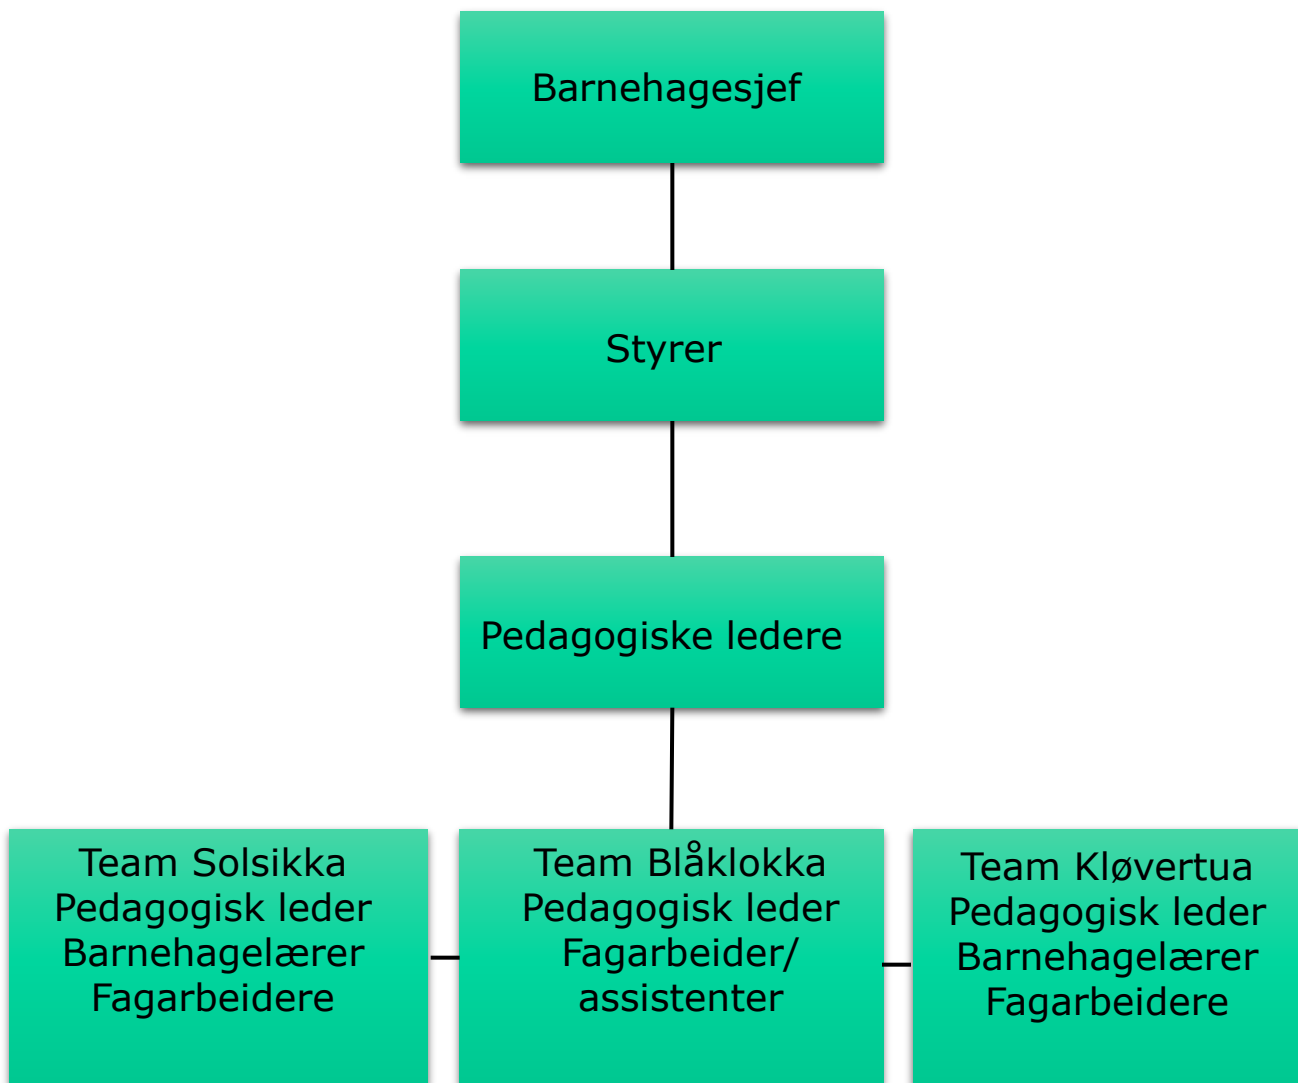 Barnehagesjef
Styrer
Pedagogiske ledere
Team Solsikka
Pedagogisk leder
Barnehagelærer
Fagarbeidere
Team Blåklokka
Pedagogisk leder
Fagarbeider/
assistenter
Team Kløvertua
Pedagogisk leder
Barnehagelærer
Fagarbeidere